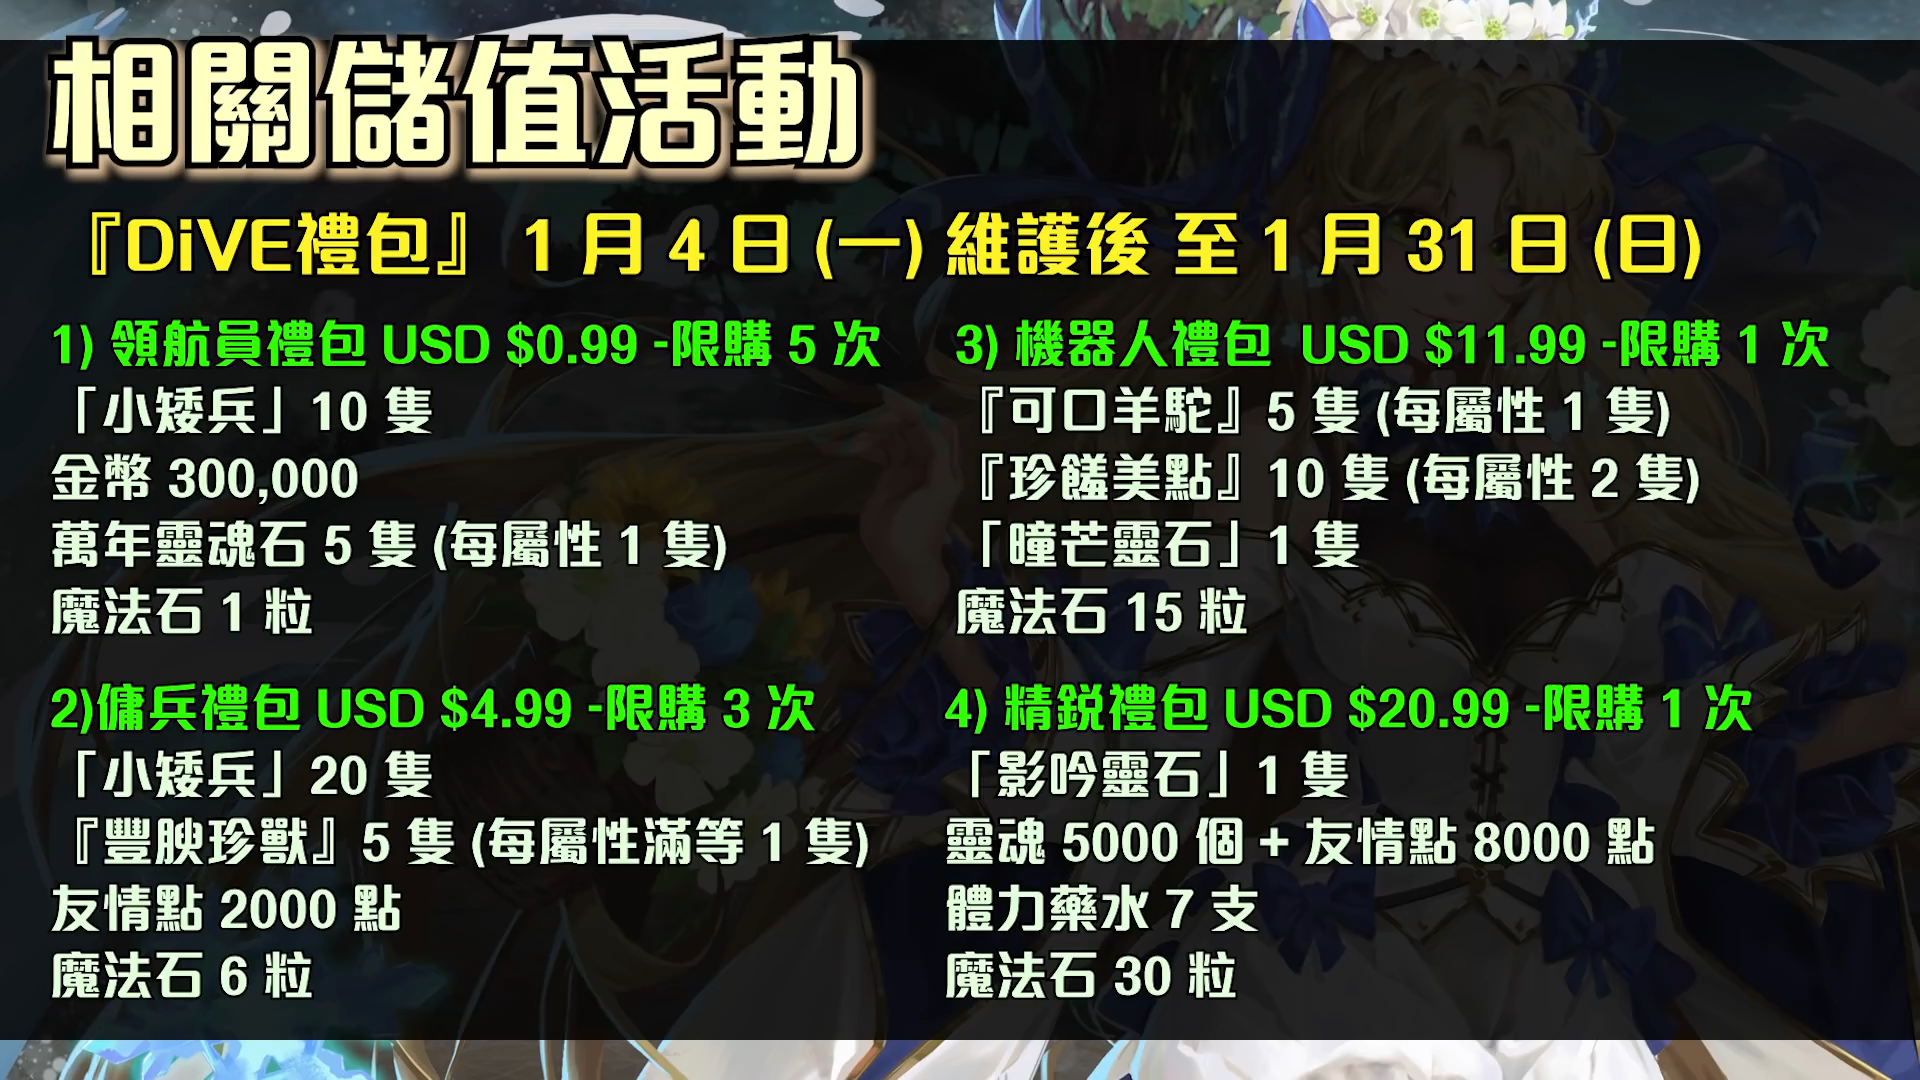 相關儲值活動
『DiVE禮包』 1 月 4 日 (一) 維護後 至 1 月 31 日 (日)
1) 領航員禮包 USD $0.99 -限購 5 次
「小矮兵」10 隻
金幣 300,000
萬年靈魂石 5 隻 (每屬性 1 隻)
魔法石 1 粒
2)傭兵禮包 USD $4.99 -限購 3 次
「小矮兵」20 隻
『豐腴珍獸』5 隻 (每屬性滿等 1 隻)
友情點 2000 點
魔法石 6 粒
3) 機器人禮包 USD $11.99 -限購 1 次
『可口羊駝』5 隻 (每屬性 1 隻)
『珍饈美點』10 隻 (每屬性 2 隻)
「曈芒靈石」1 隻
魔法石 15 粒
4) 精銳禮包 USD $20.99 -限購 1 次
「影吟靈石」1 隻
靈魂 5000 個 + 友情點 8000 點
體力藥水 7 支
魔法石 30 粒